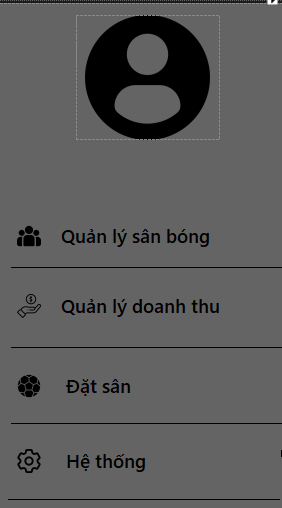 Quản lý sân bóng
Quản lý doanh thu
Đặt sân
Hệ thống